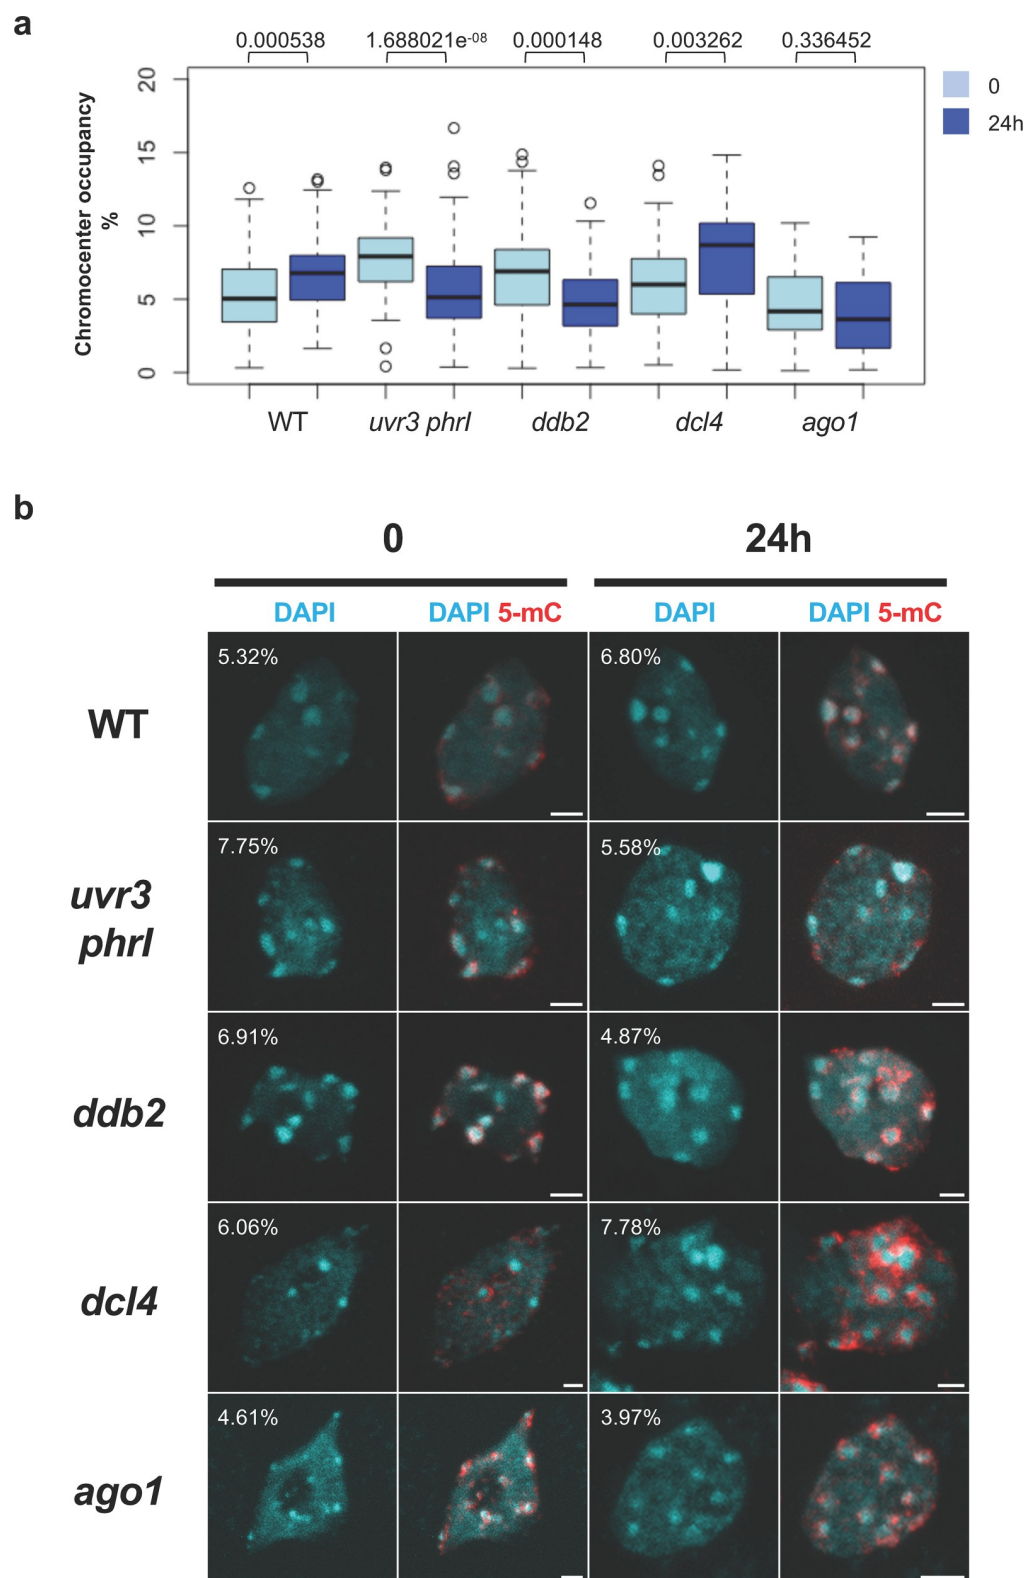 a
0.000538 1.688021e-08 0.000148 0.003262 0.336452
0
24h
Chromocenter occupancy
%
20
15
10
5
0
WT uvr3 phrI ddb2 dcl4 ago1
b
0 24h
DAPI DAPI 5-mC DAPI DAPI 5-mC
WT
5.32% 6.80%
uvr3
phrI
7.75% 5.58%
ddb2
6.91% 4.87%
dcl4
6.06% 7.78%
ago1
4.61% 3.97%